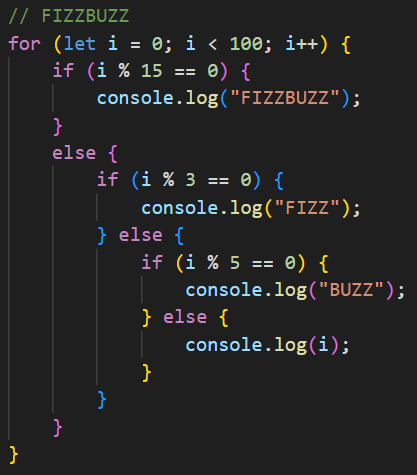 // FIZZBUZZ
for (let i = 0; i < 100; i++) {
    if (i % 15 == 0) {
        console.log("FIZZBUZZ");
    }
    else {
        if (i % 3 == 0) {
            console.log("FIZZ");
        } else {
            if (i % 5 == 0) {
                console.log("BUZZ");
            } else {
                console.log(i);
            }
        }
    }
}